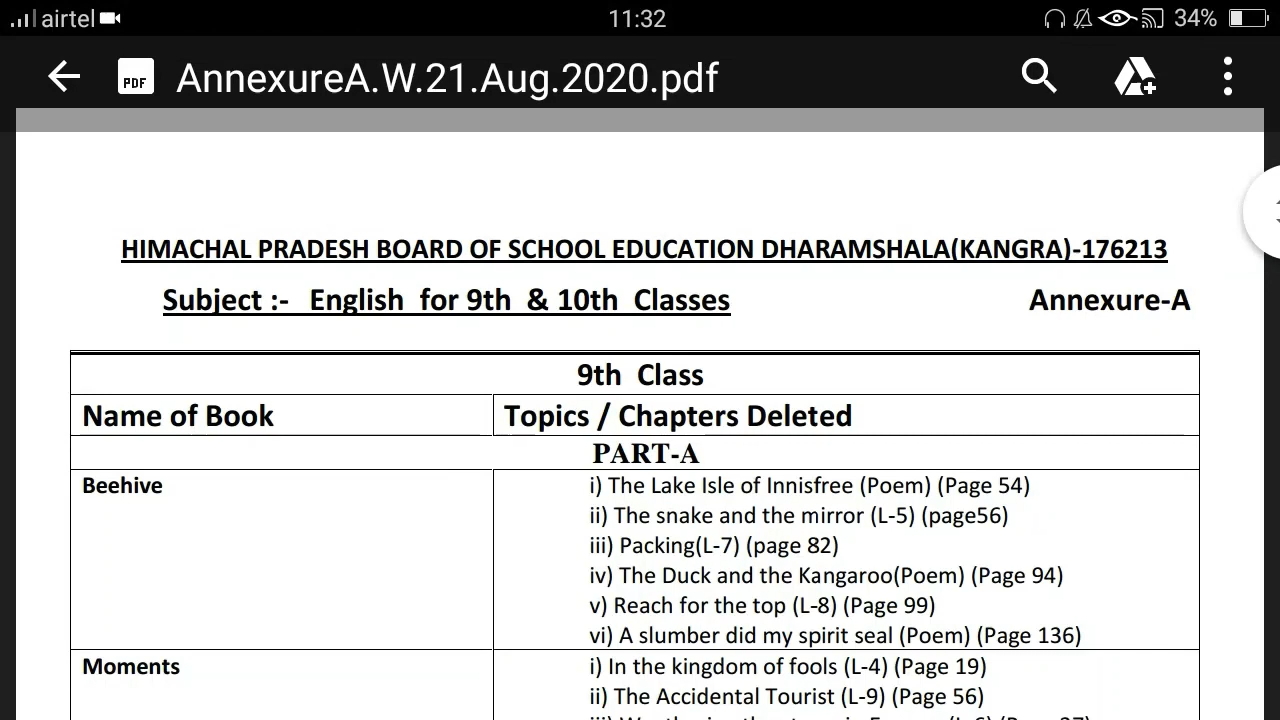 airtel 11:32 34%
PDF AnnexureA.W.21.Aug.2020.pdf
HIMACHAL PRADESH BOARD OF SCHOOL EDUCATION DHARAMSHALA(KANGRA)-176213
Subject :- English for 9th & 10th Classes Annexure-A
9th Class
Name of Book Topics / Chapters Deleted
PART-A
Beehive i) The Lake Isle of Innisfree (Poem) (Page 54)
ii) The snake and the mirror (L-5) (page56)
iii) Packing(L-7) (page 82)
iv) The Duck and the Kangaroo(Poem) (Page 94)
v) Reach for the top (L-8) (Page 99)
vi) A slumber did my spirit seal (Poem) (Page 136)
Moments i) In the kingdom of fools (L-4) (Page 19)
ii) The Accidental Tourist (L-9) (Page 56)